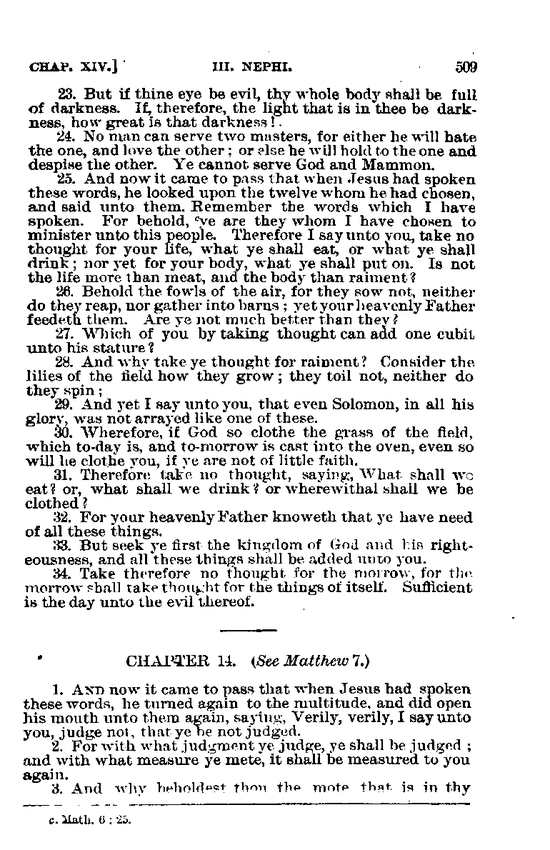 CHAP. XIV.] III. NEPHI. 509
23. But if thine eye be evil, thy whole body shall be full
of darkness. If, therefore, the light that is in thee be dark-
ness, how great is that darkness!
24. No man can serve two masters, for either he will hate
the one, and love the other; or else he will hold to the one and
despise the other. Ye cannot serve God and Mammon.
25. And now it came to pass that when Jesus had spoken
these words, he looked upon the twelve whom he had chosen,
and said unto them. Remember the words which I have
spoken. For behold, cye are they whom I have chosen to
minister unto this people. Therefore I say unto you, take no
thought for your life, what ye shall eat, or what ye shall
drink; nor yet for your body, what ye shall put on. Is not
the life more than meat, and the body than raiment?
26. Behold the fowls of the air, for they sow not, neither
do they reap, nor gather into barns; yet your heavenly Father
feedeth them. Are ye not much better than they?
27. Which of you by taking thought can add one cubit
unto his stature?
28. And why take ye thought for raiment? Consider the
lilies of the field how they grow; they toil not, neither do
they spin;
29. And yet I say unto you, that even Solomon, in all his
glory, was not arrayed like one of these.
30. Wherefore, if God so clothe the grass of the field,
which to-day is, and to-morrow is cast into the oven, even so
will he clothe you, if ye are not of little faith.
31. Therefore take no thought, saying, What shall we
eat? or, what shall we drink? or wherewithal shall we be
clothed?
32. For your heavenly Father knoweth that ye have need
of all these things.
33. But seek ye first the kingdom of God and his right-
eousness, and all these things shall be added unto you.
34. Take therefore no thought for the morrow, for the
morrow shall take thought for the things of itself. Sufficient
is the day unto the evil thereof.
CHAPTER 14. (See Matthew 7.)
1. AND now it came to pass that when Jesus had spoken
these words, he turned again to the multitude, and did open
his mouth unto them again, saying, Verily, verily, I say unto
you, judge not, that ye be not judged.
2. For with what judgment ye judge, ye shall be judged;
and with what measure ye mete, it shall be measured to you
again.
3. And why beholdest thou the mote that is in thy
c. Math. 6 : 25.